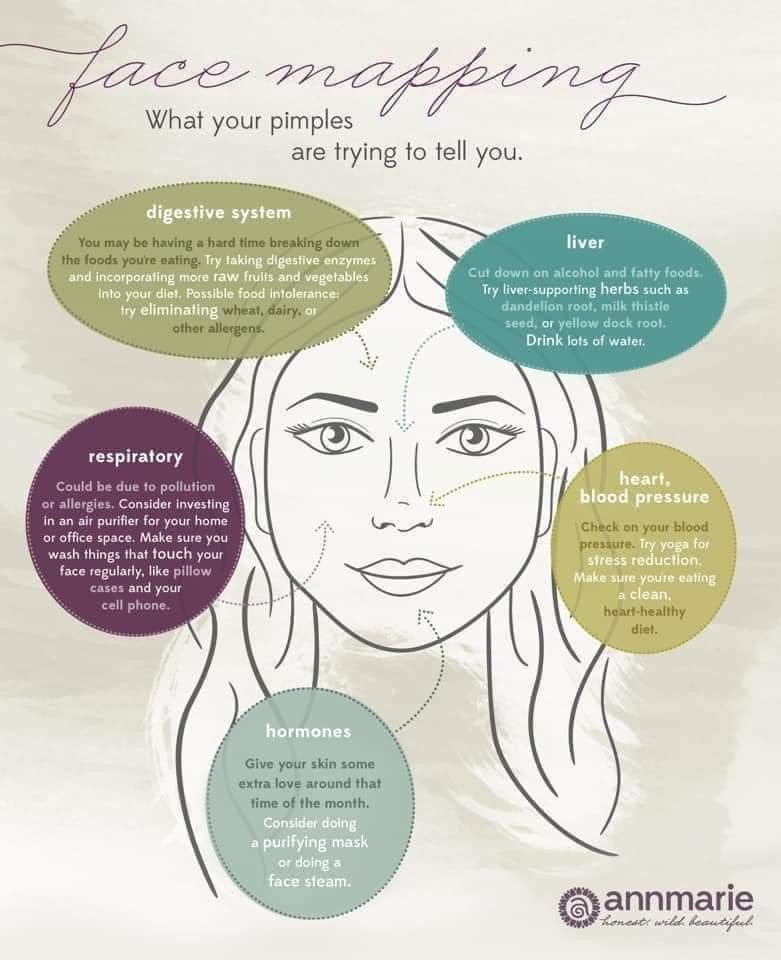 face mapping
What your pimples
are trying to tell you.
digestive system
You may be having a hard time breaking down
the foods you're eating. Try taking digestive enzymes
and incorporating more raw fruits and vegetables
into your diet. Possible food intolerance:
try eliminating wheat, dairy, or
other allergens.
liver
Cut down on alcohol and fatty foods.
Try liver-supporting herbs such as
dandelion root, milk thistle
seed, or yellow dock root.
Drink lots of water.
respiratory
Could be due to pollution
or allergies. Consider investing
in an air purifier for your home
or office space. Make sure you
wash things that touch your
face regularly, like pillow
cases and your
cell phone.
heart,
blood pressure
Check on your blood
pressure. Try yoga for
stress reduction.
Make sure you're eating
a clean,
heart-healthy
diet.
hormones
Give your skin some
extra love around that
time of the month.
Consider doing
a purifying mask
or doing a
face steam.
annmarie
honest. wild. beautiful.